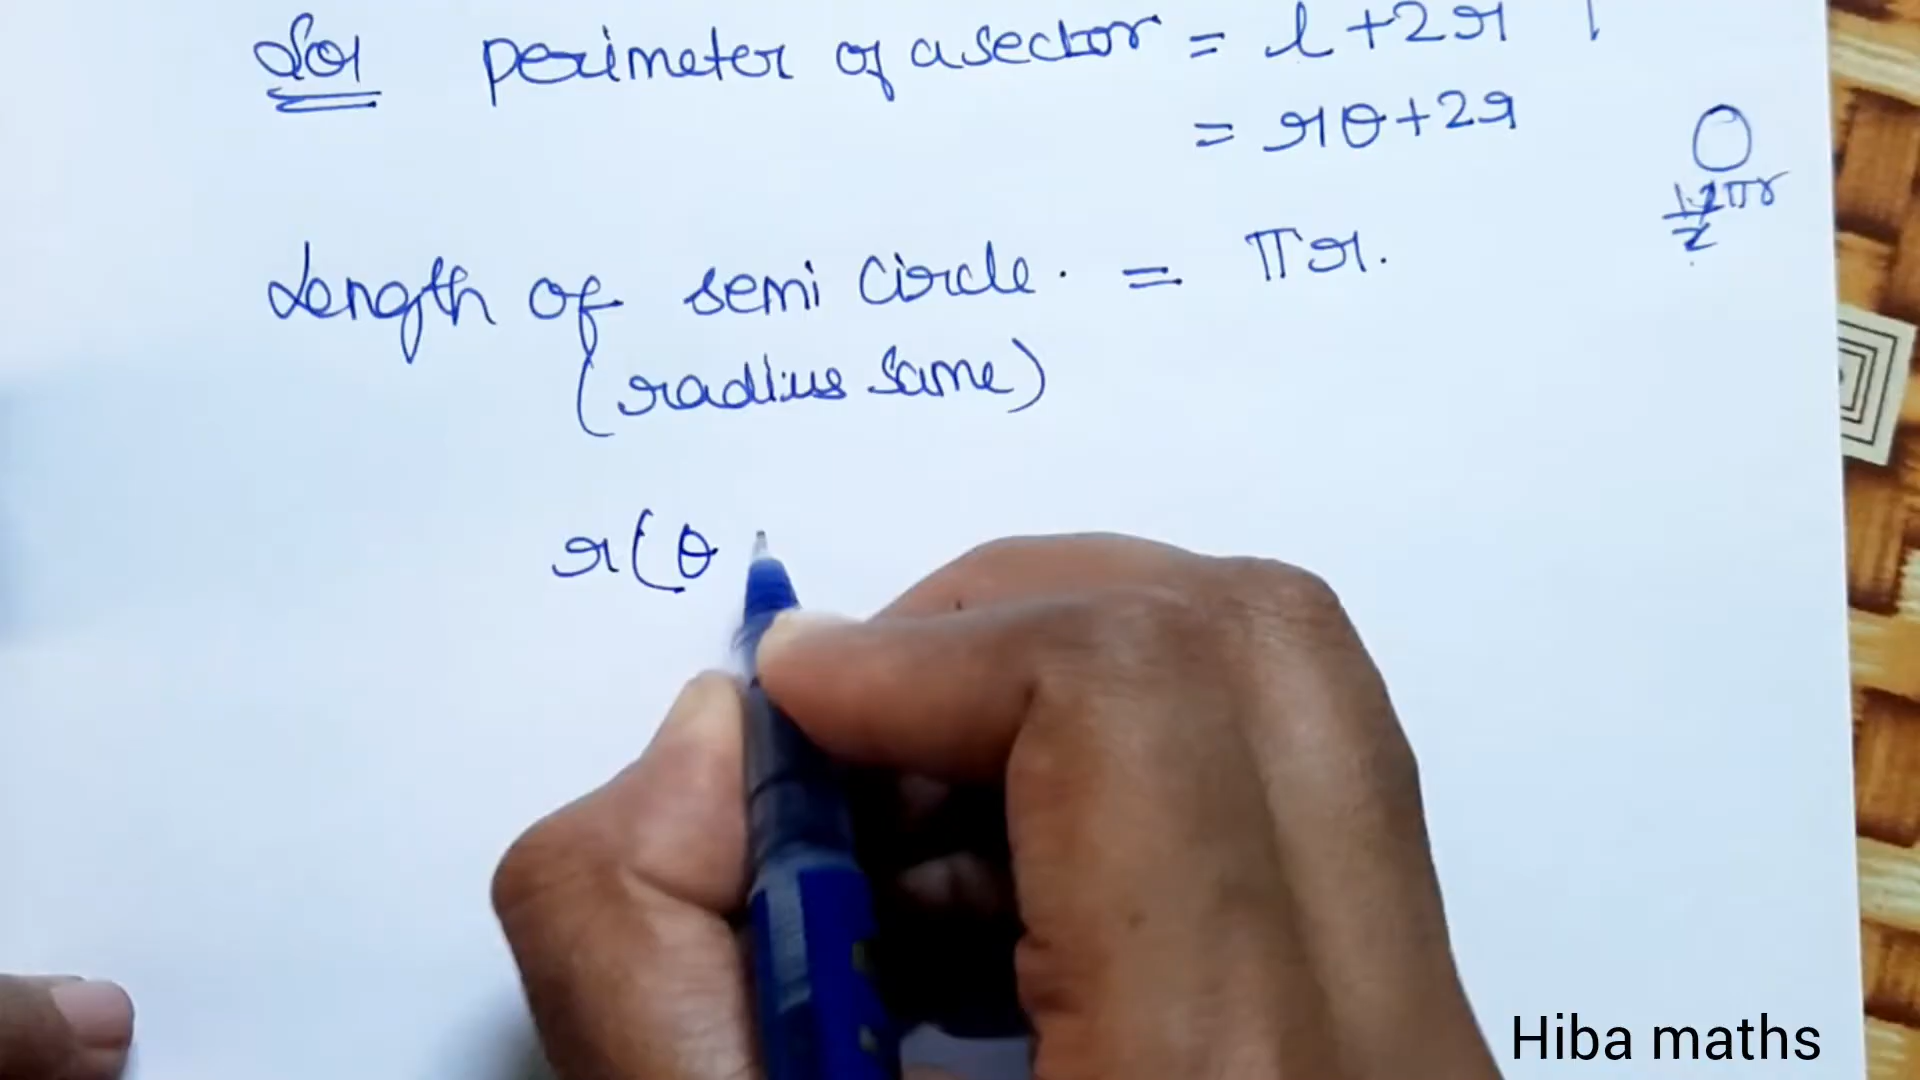 Sol perimeter of a sector = l+2r
= rθ+2r
Length of semi circle. = πr.
(radius same)
r(θ
1.2πr
2
Hiba maths